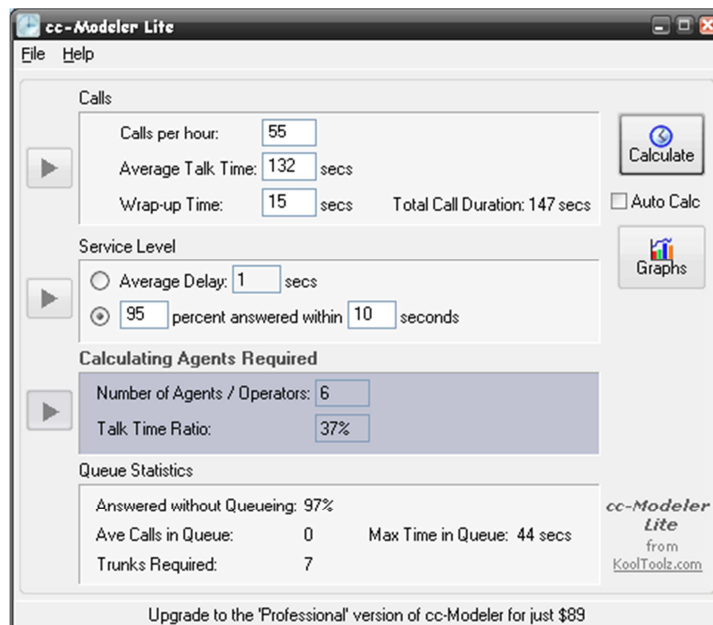 cc-Modeler Lite
File Help
Calls
Calls per hour: 55
Average Talk Time: 132 secs
Wrap-up Time: 15 secs Total Call Duration: 147 secs
Calculate
Auto Calc
Graphs
Service Level
Average Delay: 1 secs
95 percent answered within 10 seconds
Calculating Agents Required
Number of Agents / Operators: 6
Talk Time Ratio: 37%
Queue Statistics
Answered without Queueing: 97%
Ave Calls in Queue: 0 Max Time in Queue: 44 secs
Trunks Required: 7
cc-Modeler
Lite
from
KoolToolz.com
Upgrade to the 'Professional' version of cc-Modeler for just $89